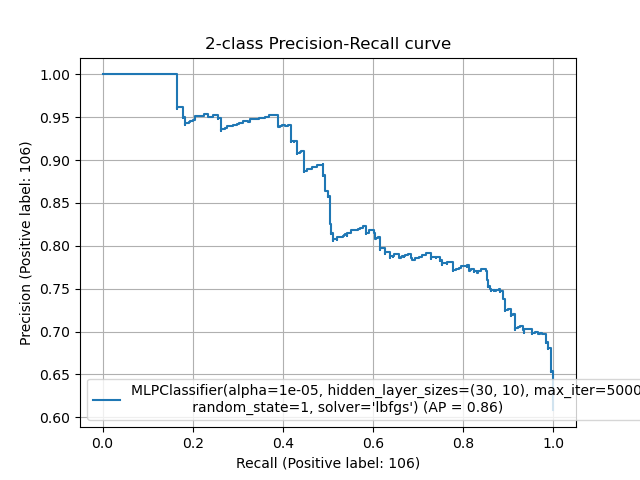 2-class Precision-Recall curve
1.00
0.95
0.90
0.85
0.80
0.75
0.70
0.65
0.60
Precision (Positive label: 106)
MLPClassifier(alpha=1e-05, hidden_layer_sizes=(30, 10), max_iter=5000
random_state=1, solver='lbfgs') (AP = 0.86)
0.0 0.2 0.4 0.6 0.8 1.0
Recall (Positive label: 106)